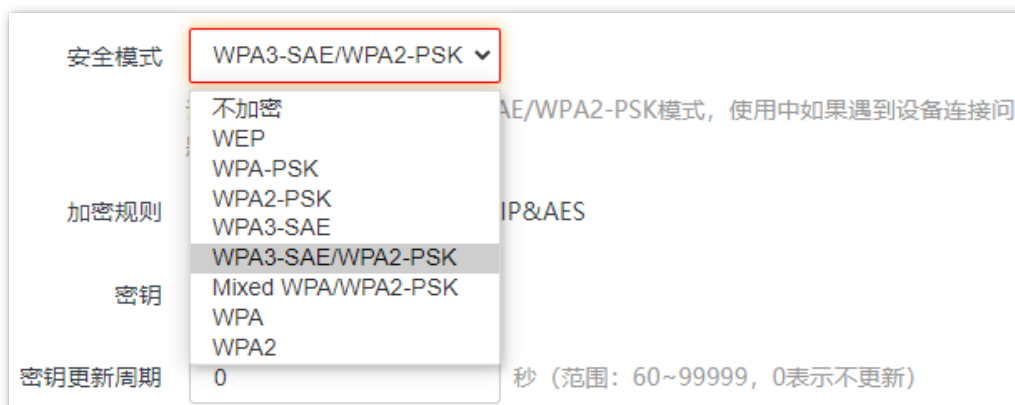 安全模式
WPA3-SAE/WPA2-PSK
不加密
AE/WPA2-PSK模式，使用中如果遇到设备连接问
WEP
WPA-PSK
WPA2-PSK
加密规则
IP&AES
WPA3-SAE
WPA3-SAE/WPA2-PSK
密钥
Mixed WPA/WPA2-PSK
WPA
WPA2
密钥更新周期
0
秒（范围：60~99999，0表示不更新）